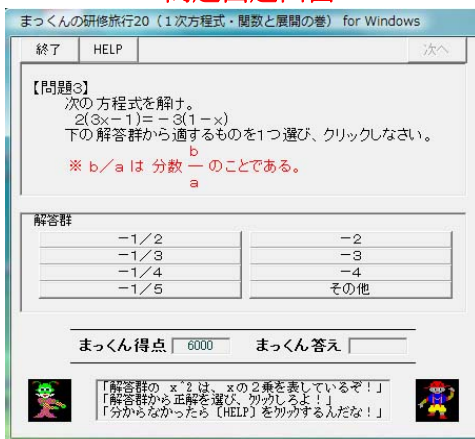 まっくんの研修旅行20(1次方程式・関数と展開の巻) for Windows
終了 HELP 次へ
【問題3】
次の方程式を解け。
2(3x-1)=-3(1-x)
下の解答群から適するものを1つ選び、クリックしなさい。
※ b/a は 分数 b/a のことである。
解答群
-1/2 -2
-1/3 -3
-1/4 -4
-1/5 その他
まっくん得点 6000 まっくん答え
「解答群の x^2 は、xの2乗を表しているぞ!」
「解答群から正解を選び、クリックしろよ!」
「分からなかったら〔HELP〕をクリックするんだな!」